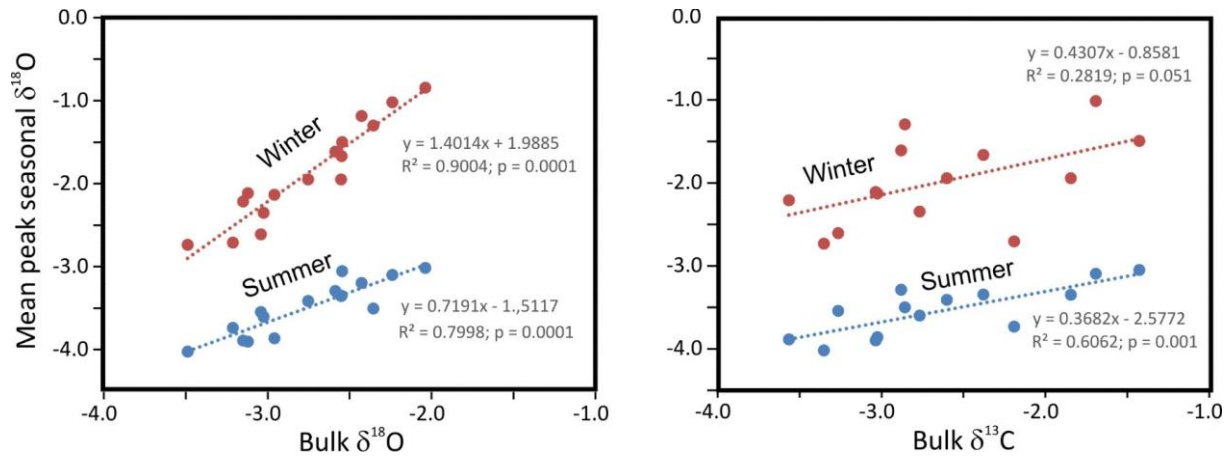 Mean peak seasonal δ¹⁸O
0.0
-1.0
-2.0
-3.0
-4.0
Winter
y = 1.4014x + 1.9885
R² = 0.9004; p = 0.0001
Summer
y = 0.7191x - 1.,5117
R² = 0.7998; p = 0.0001
-4.0 -3.0 -2.0 -1.0
Bulk δ¹⁸O
0.0
-1.0
-2.0
-3.0
-4.0
y = 0.4307x - 0.8581
R² = 0.2819; p = 0.051
Winter
Summer
y = 0.3682x - 2.5772
R² = 0.6062; p = 0.001
-4.0 -3.0 -2.0 -1.0
Bulk δ¹³C